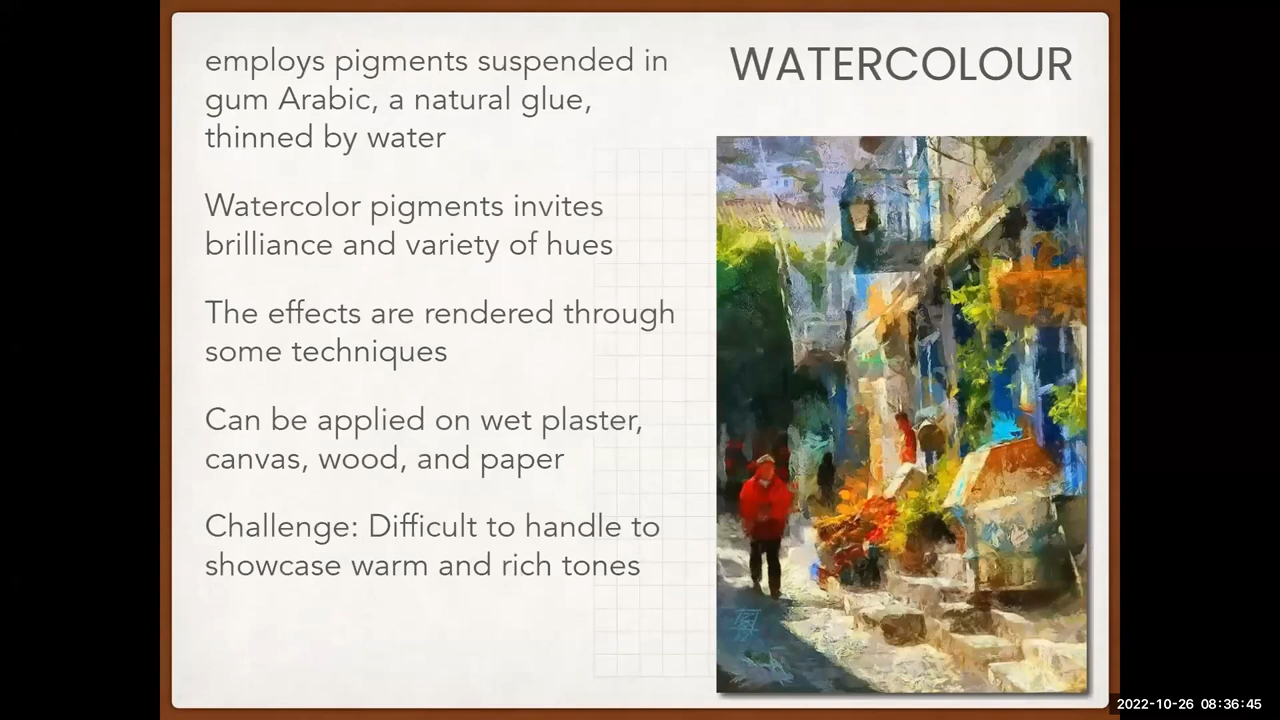 WATERCOLOUR
employs pigments suspended in
gum Arabic, a natural glue,
thinned by water
Watercolor pigments invites
brilliance and variety of hues
The effects are rendered through
some techniques
Can be applied on wet plaster,
canvas, wood, and paper
Challenge: Difficult to handle to
showcase warm and rich tones
2022-10-26 08:36:45